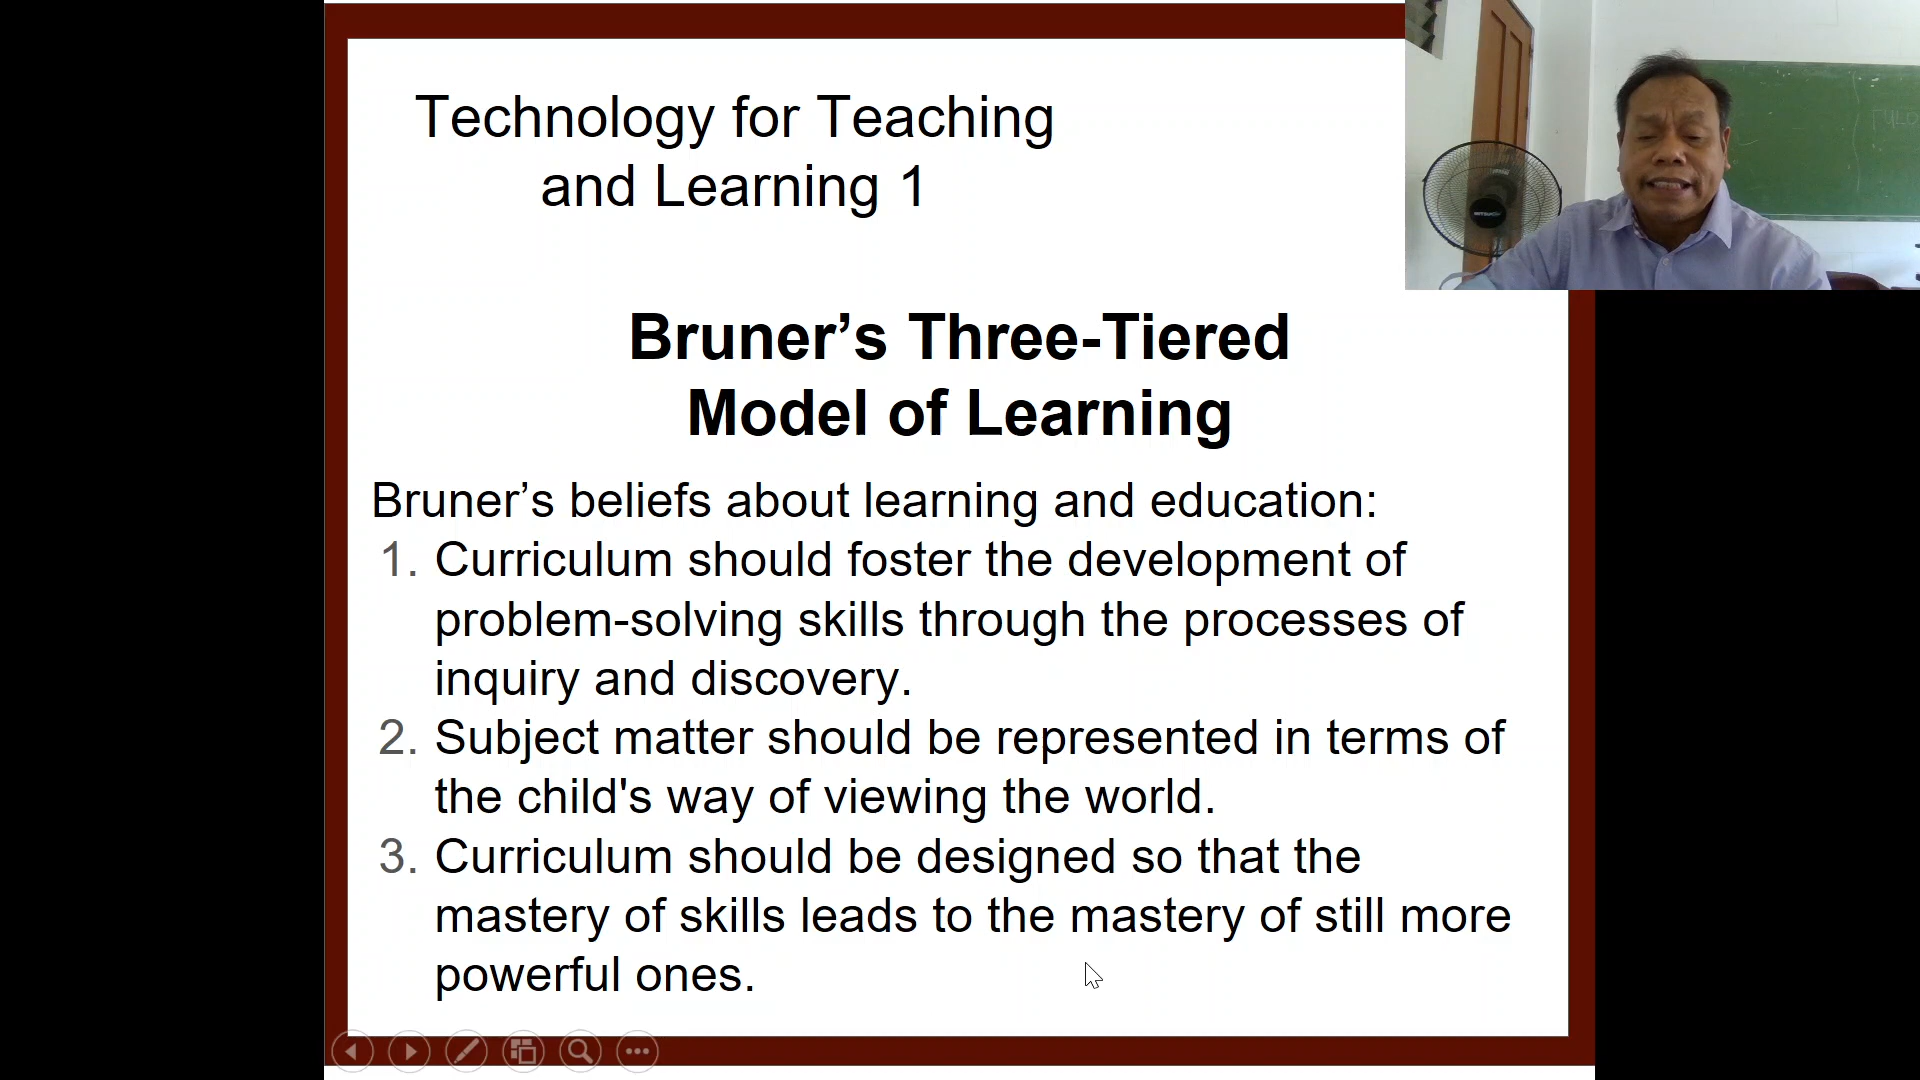 Technology for Teaching
and Learning 1
Bruner’s Three-Tiered
Model of Learning
Bruner’s beliefs about learning and education:
1. Curriculum should foster the development of
problem-solving skills through the processes of
inquiry and discovery.
2. Subject matter should be represented in terms of
the child's way of viewing the world.
3. Curriculum should be designed so that the
mastery of skills leads to the mastery of still more
powerful ones.